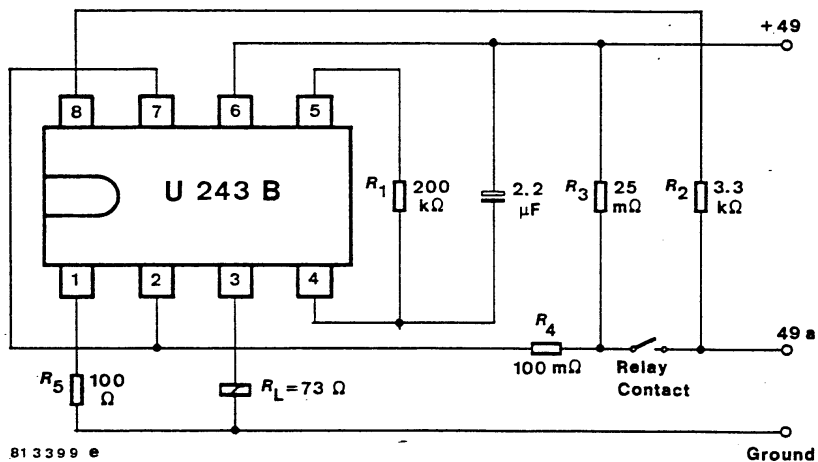 +49
8
7
6
5
U 243 B
R1 200 kΩ
2.2 μF
R3 25 mΩ
R2 3.3 kΩ
1
2
3
4
R4
100 mΩ
49 a
Relay Contact
R5 100 Ω
RL=73 Ω
813399 e
Ground